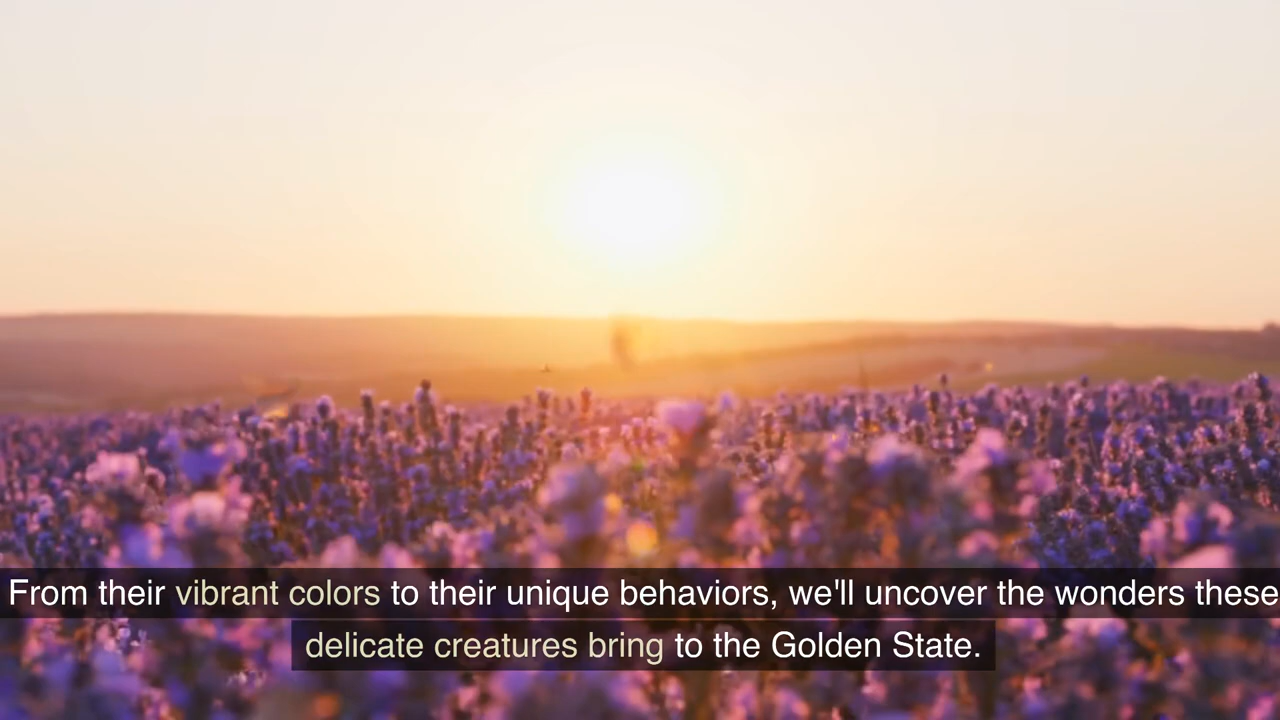 From their vibrant colors to their unique behaviors, we'll uncover the wonders these
delicate creatures bring to the Golden State.